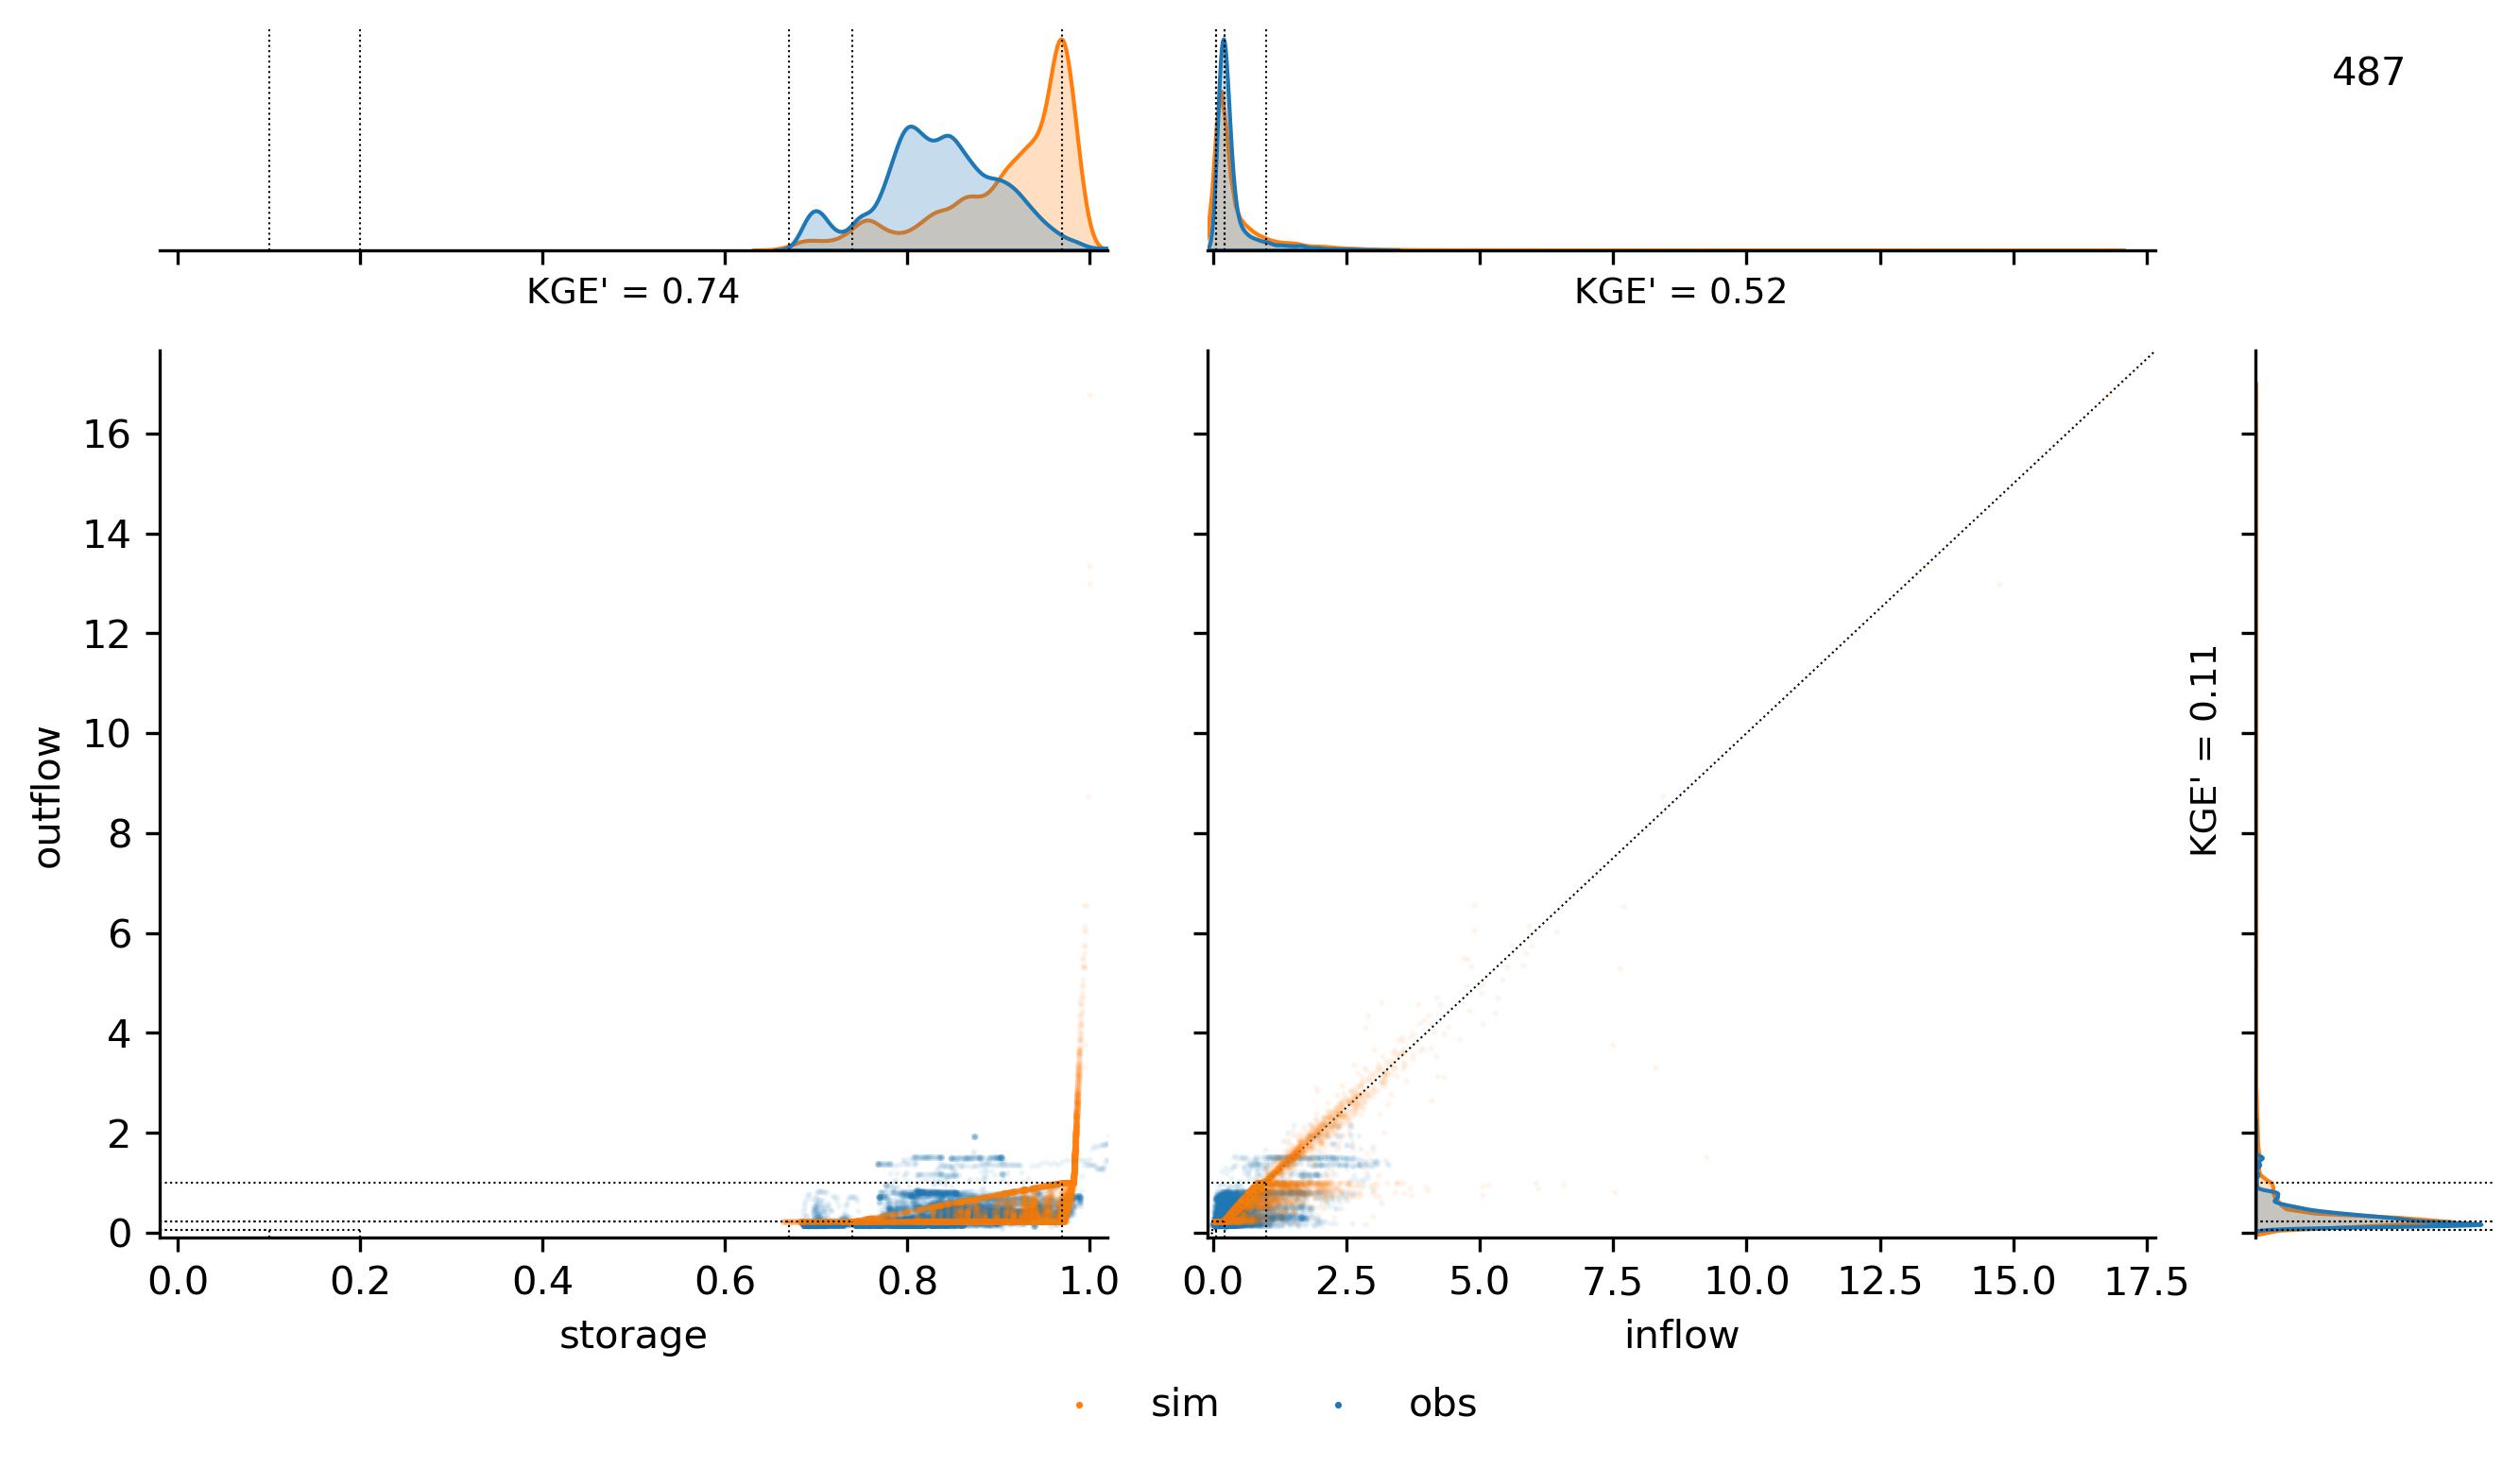 487
KGE' = 0.74
KGE' = 0.52
outflow
16
14
12
10
8
6
4
2
0
KGE' = 0.11
0.0 0.2 0.4 0.6 0.8 1.0
0.0 2.5 5.0 7.5 10.0 12.5 15.0 17.5
storage
inflow
sim obs